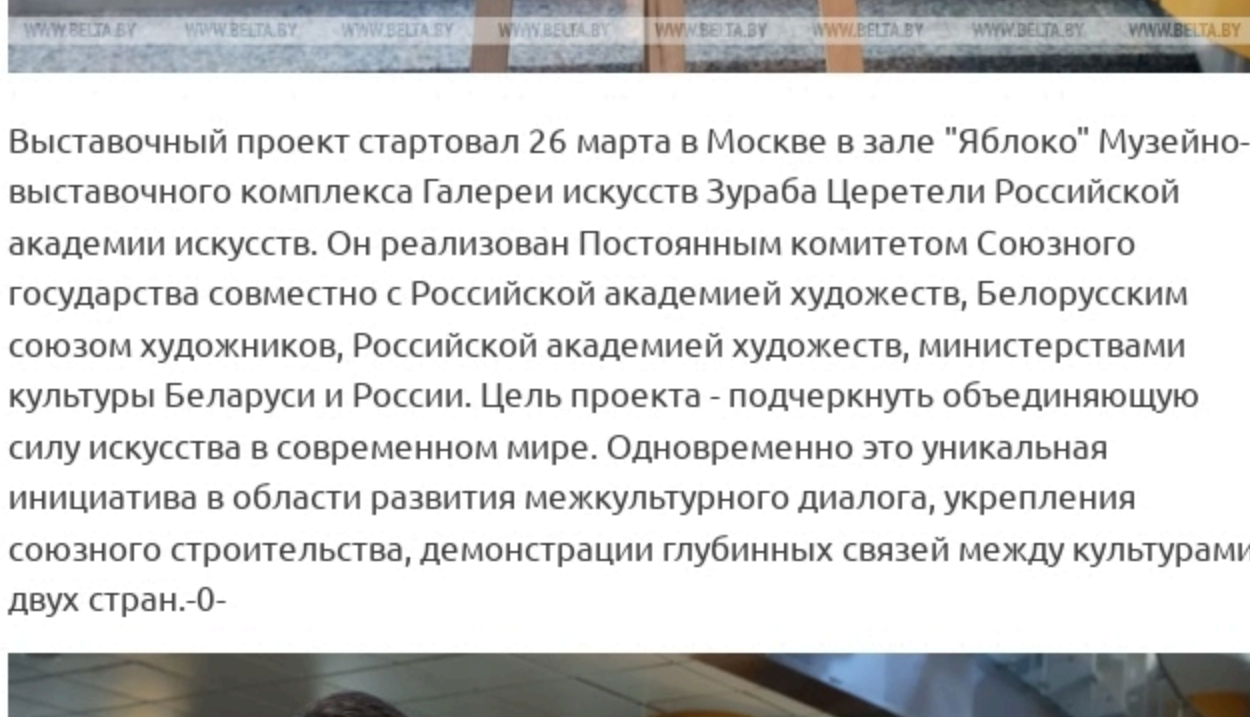 WWW.BELTA.BY WWW.BELTA.BY WWW.BELTA.BY WWW.BELTA.BY WWW.BELTA.BY WWW.BELTA.BY WWW.BELTA.BY WWW.BELTA.BY
Выставочный проект стартовал 26 марта в Москве в зале "Яблоко" Музейно-
выставочного комплекса Галереи искусств Зураба Церетели Российской
академии искусств. Он реализован Постоянным комитетом Союзного
государства совместно с Российской академией художеств, Белорусским
союзом художников, Российской академией художеств, министерствами
культуры Беларуси и России. Цель проекта - подчеркнуть объединяющую
силу искусства в современном мире. Одновременно это уникальная
инициатива в области развития межкультурного диалога, укрепления
союзного строительства, демонстрации глубинных связей между культурами
двух стран.-0-